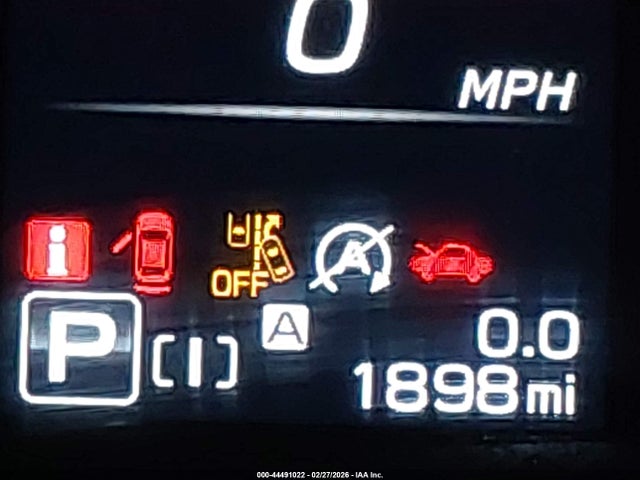 0
MPH
i
A
OFF
A
P [I]
0.0
1898mi
000-44491022 - 02/27/2026 - IAA Inc.